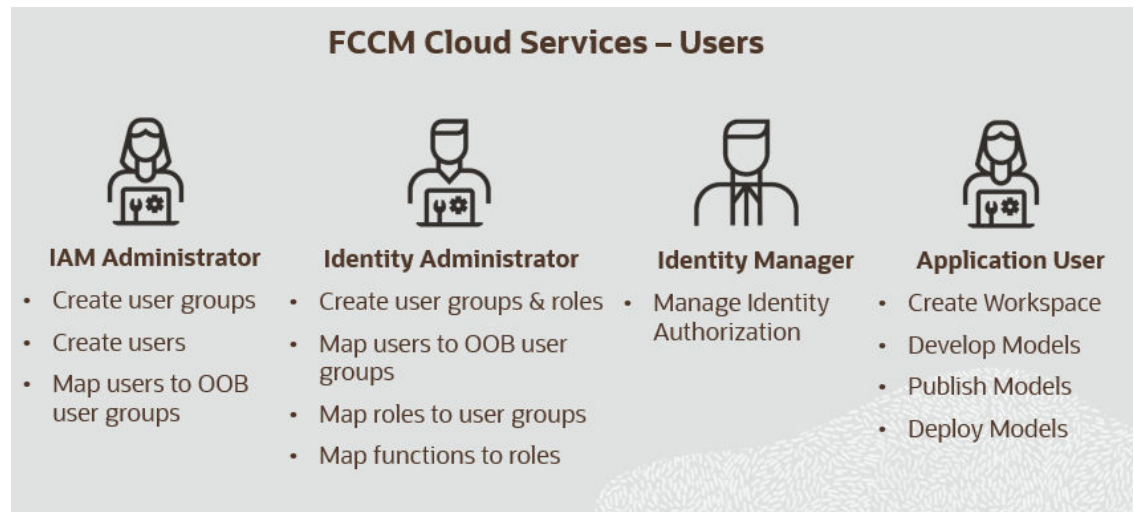 FCCM Cloud Services – Users
IAM Administrator
• Create user groups
• Create users
• Map users to OOB
user groups
Identity Administrator
• Create user groups & roles
• Map users to OOB user
groups
• Map roles to user groups
• Map functions to roles
Identity Manager
• Manage Identity
Authorization
Application User
• Create Workspace
• Develop Models
• Publish Models
• Deploy Models